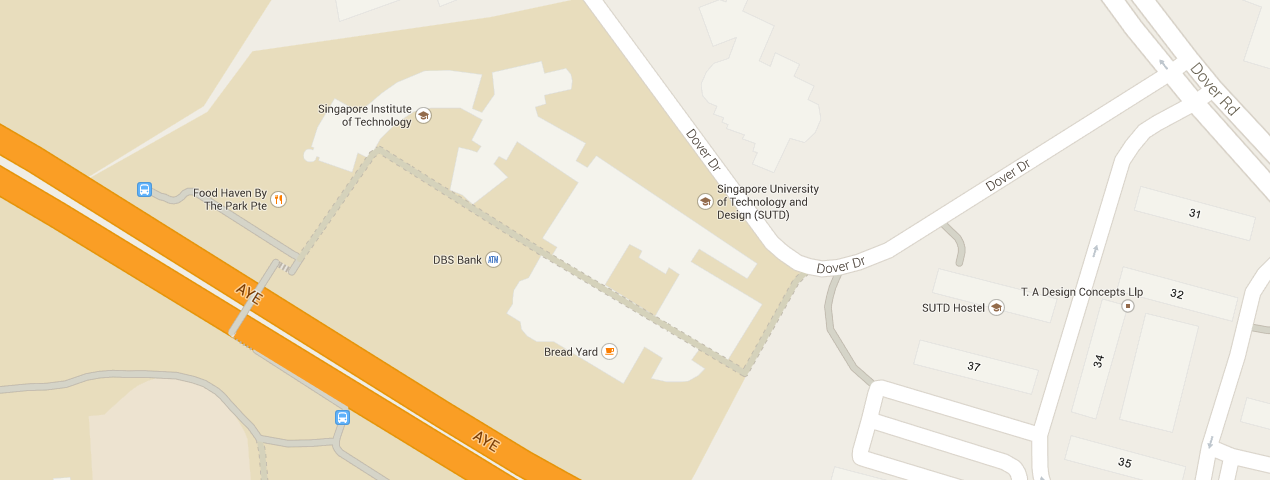 Singapore Institute
of Technology
Dover Rd
Dover Dr
Dover Dr
Food Haven By
The Park Pte
Singapore University
of Technology and
Design (SUTD)
31
DBS Bank
ATM
Dover Dr
AYE
T. A Design Concepts Llp
32
SUTD Hostel
Bread Yard
37
34
AYE
35